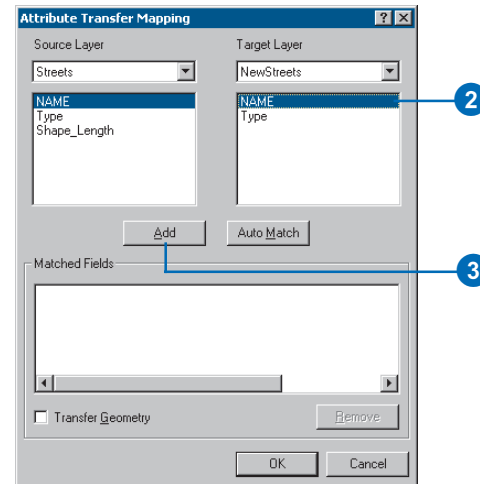 Attribute Transfer Mapping
Source Layer Target Layer
Streets NewStreets
NAME NAME
Type Type
Shape_Length
2
Add Auto Match
3
Matched Fields
Transfer Geometry Remove
OK Cancel